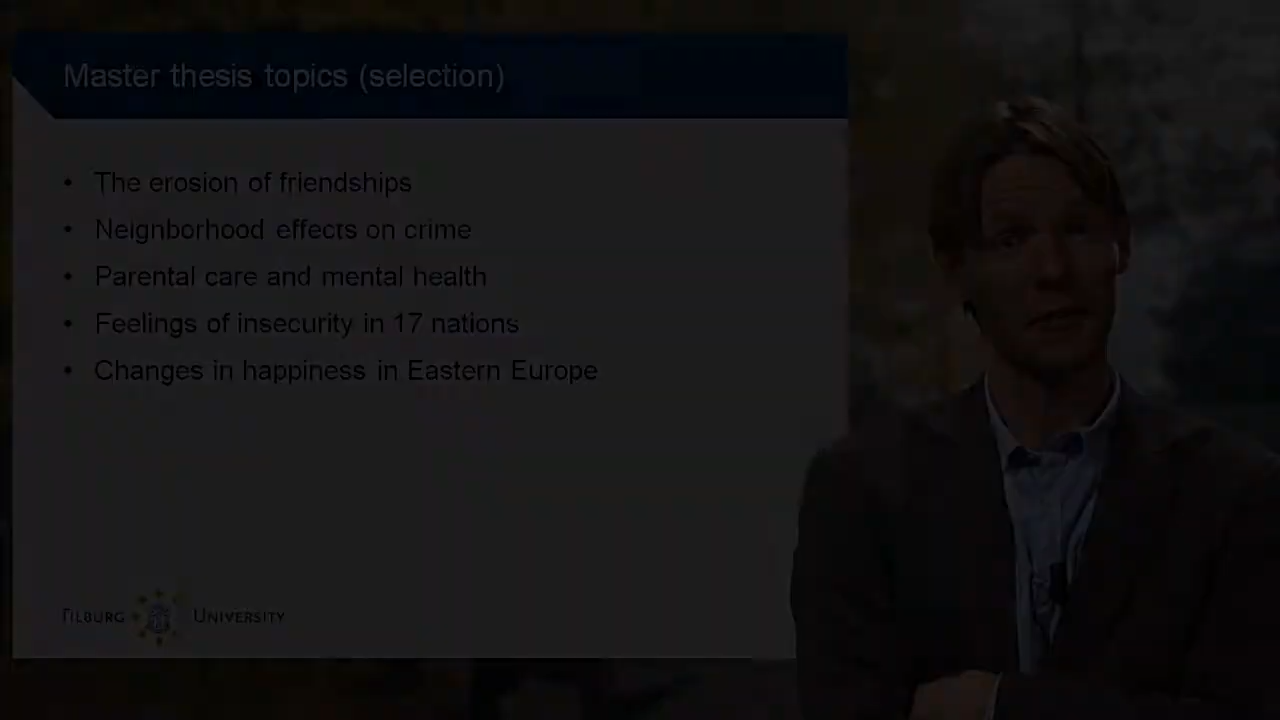 Master thesis topics (selection)
• The erosion of friendships
• Neignborhood effects on crime
• Parental care and mental health
• Feelings of insecurity in 17 nations
• Changes in happiness in Eastern Europe
TILBURG UNIVERSITY